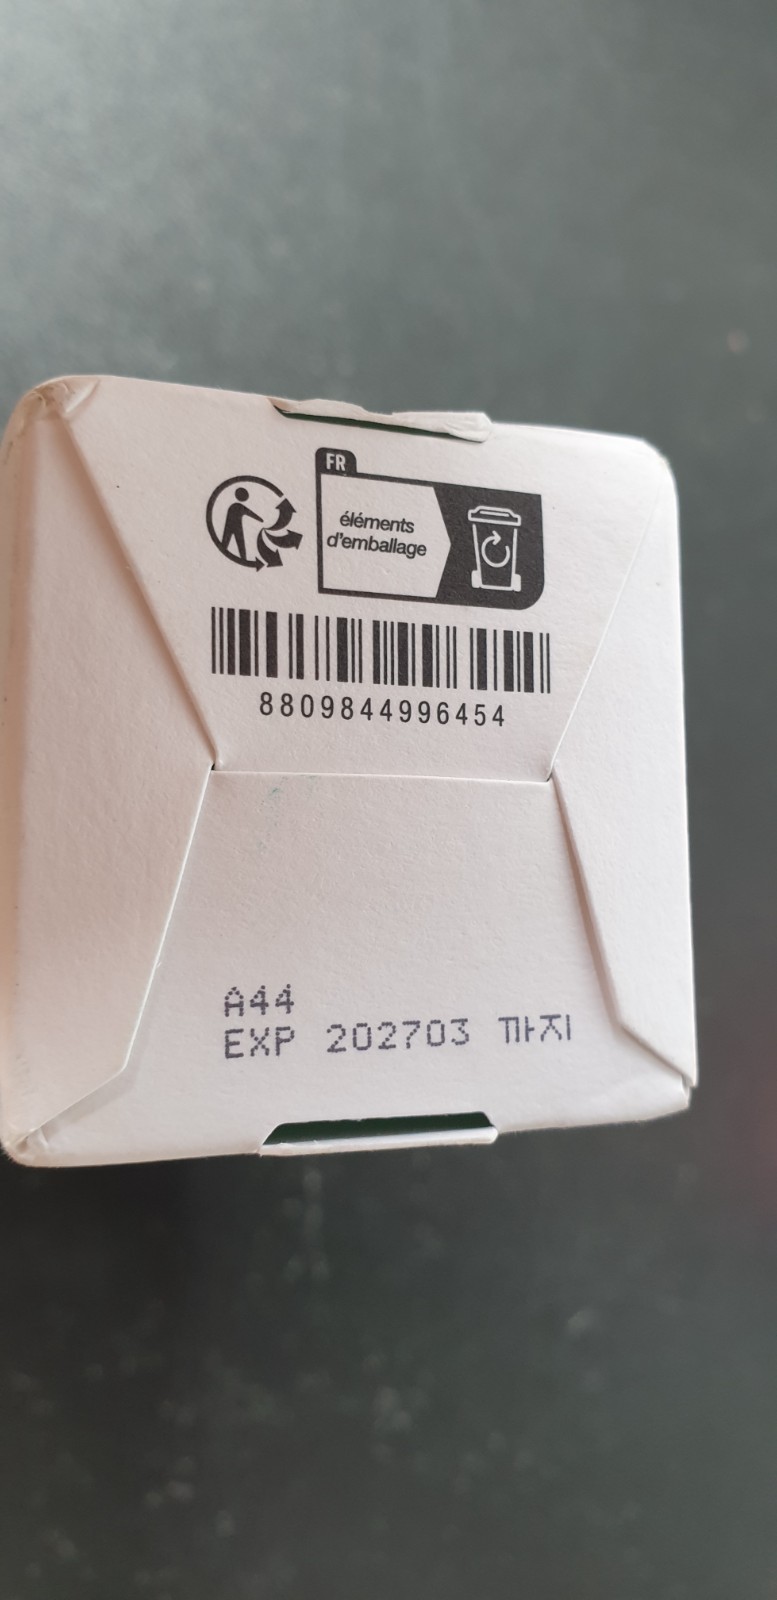 FR
éléments
d'emballage
8809844996454
A44
EXP 202703 까지